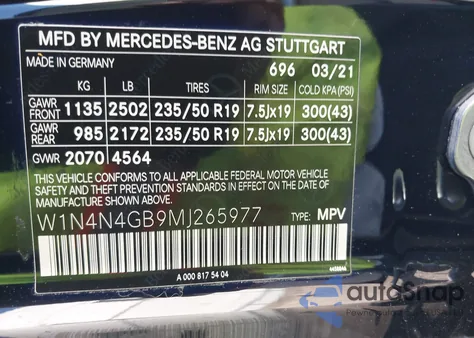 MFD BY MERCEDES-BENZ AG STUTTGART
MADE IN GERMANY 696 03/21
KG LB TIRES RIM SIZE COLD KPA(PSI)
GAWR FRONT 1135 2502 235/50 R19 7.5Jx19 300(43)
GAWR REAR 985 2172 235/50 R19 7.5Jx19 300(43)
GVWR 2070 4564
THIS VEHICLE CONFORMS TO ALL APPLICABLE FEDERAL MOTOR VEHICLE
SAFETY, BUMPER, AND THEFT PREVENTION STANDARDS IN EFFECT ON THE
DATE OF MANUFACTURE SHOWN ABOVE.
W1N4N4GB9MJ265977 TYPE: MPV
A 000 817 54 04
autoSnap